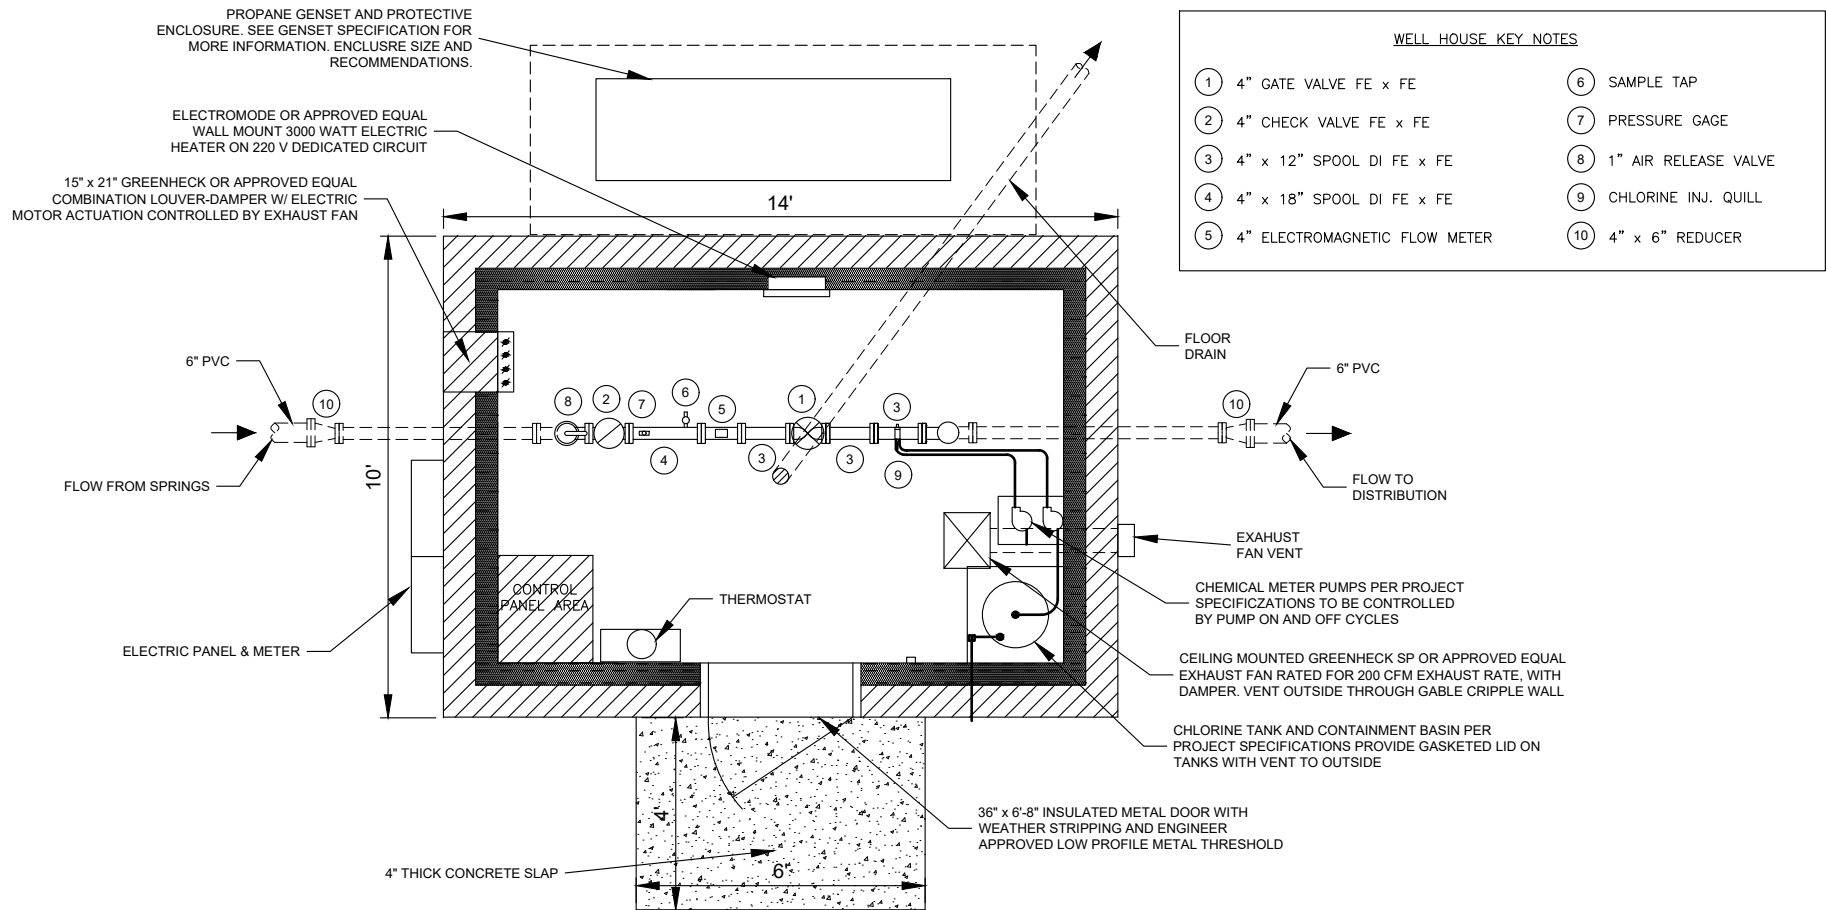 PROPANE GENSET AND PROTECTIVE
ENCLOSURE. SEE GENSET SPECIFICATION FOR
MORE INFORMATION. ENCLUSRE SIZE AND
RECOMMENDATIONS.
ELECTROMODE OR APPROVED EQUAL
WALL MOUNT 3000 WATT ELECTRIC
HEATER ON 220 V DEDICATED CIRCUIT
15" x 21" GREENHECK OR APPROVED EQUAL
COMBINATION LOUVER-DAMPER W/ ELECTRIC
MOTOR ACTUATION CONTROLLED BY EXHAUST FAN
WELL HOUSE KEY NOTES
1 4" GATE VALVE FE x FE
2 4" CHECK VALVE FE x FE
3 4" x 12" SPOOL DI FE x FE
4 4" x 18" SPOOL DI FE x FE
5 4" ELECTROMAGNETIC FLOW METER
6 SAMPLE TAP
7 PRESSURE GAGE
8 1" AIR RELEASE VALVE
9 CHLORINE INJ. QUILL
10 4" x 6" REDUCER
14'
10'
6" PVC
10
FLOW FROM SPRINGS
8
2
7
6
5
1
3
4
3
3
9
FLOOR
DRAIN
10
6" PVC
FLOW TO
DISTRIBUTION
EXAHUST
FAN VENT
CHEMICAL METER PUMPS PER PROJECT
SPECIFICZATIONS TO BE CONTROLLED
BY PUMP ON AND OFF CYCLES
CONTROL
PANEL AREA
THERMOSTAT
ELECTRIC PANEL & METER
CEILING MOUNTED GREENHECK SP OR APPROVED EQUAL
EXHAUST FAN RATED FOR 200 CFM EXHAUST RATE, WITH
DAMPER. VENT OUTSIDE THROUGH GABLE CRIPPLE WALL
CHLORINE TANK AND CONTAINMENT BASIN PER
PROJECT SPECIFICATIONS PROVIDE GASKETED LID ON
TANKS WITH VENT TO OUTSIDE
36" x 6'-8" INSULATED METAL DOOR WITH
WEATHER STRIPPING AND ENGINEER
APPROVED LOW PROFILE METAL THRESHOLD
4'
4" THICK CONCRETE SLAP
6'